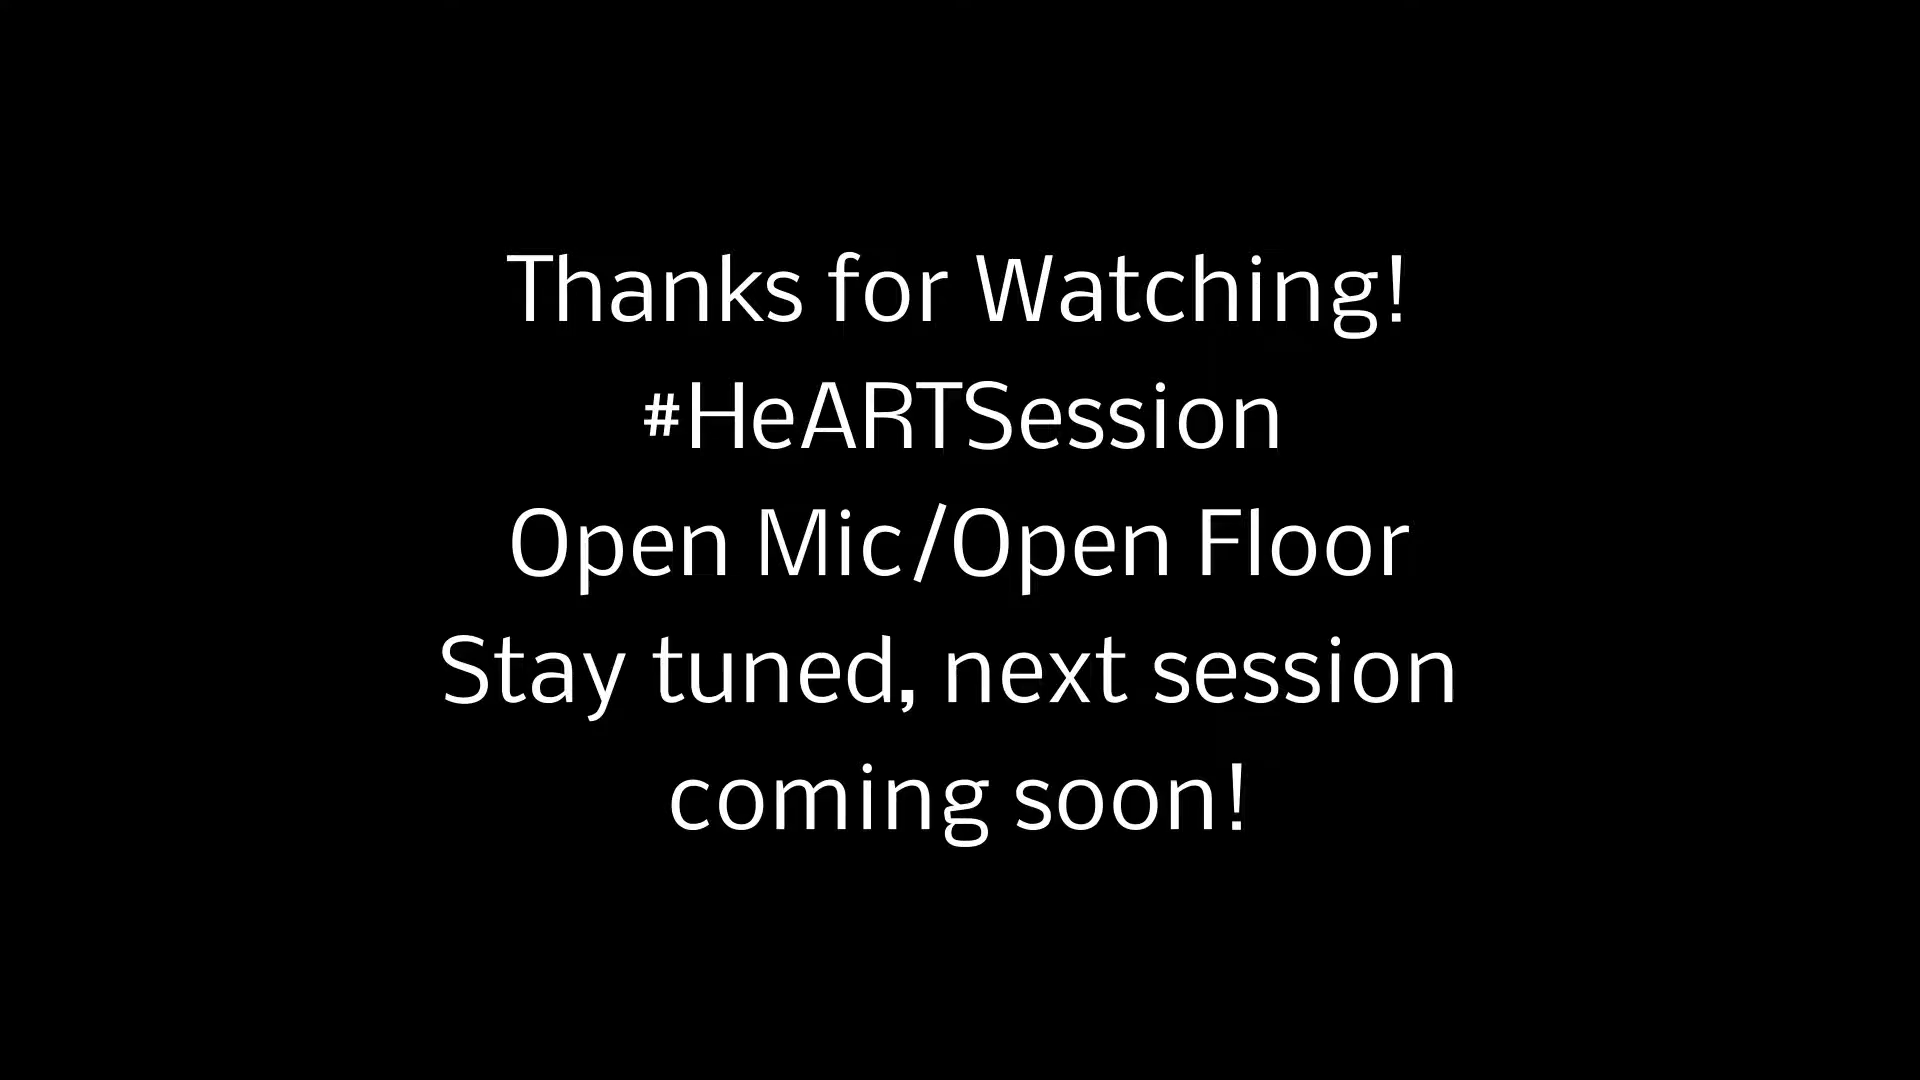 Thanks for Watching!
#HeARTSession
Open Mic/Open Floor
Stay tuned, next session
coming soon!